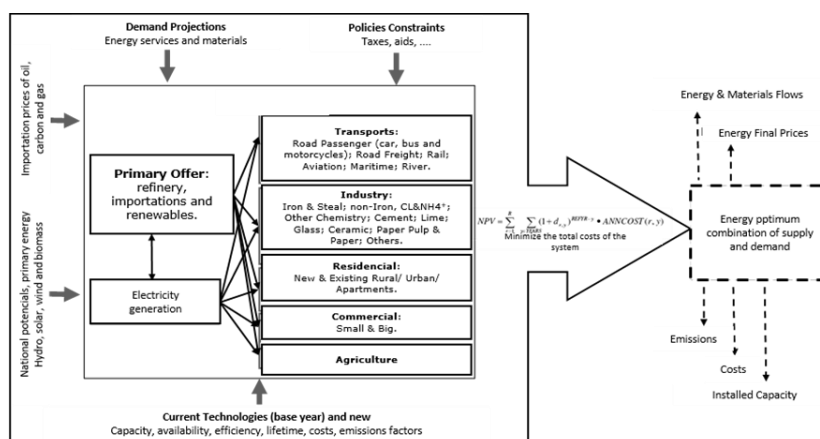 Demand Projections
Energy services and materials
Policies Constraints
Taxes, aids, ....
Importation prices of oil,
carbon and gas
National potencials, primary energy
Hydro, solar, wind and biomass
Primary Offer:
refinery,
importations and
renewables.
Electricity
generation
Transports:
Road Passenger (car, bus and
motorcycles); Road Freight; Rail;
Aviation; Maritime; River.
Industry:
Iron & Steal; non-Iron, CL&NH4⁺;
Other Chemistry; Cement; Lime;
Glass; Ceramic; Paper Pulp &
Paper; Others.
Residencial:
New & Existing Rural/ Urban/
Apartments.
Commercial:
Small & Big.
Agriculture
Current Technologies (base year) and new
Capacity, availability, efficiency, lifetime, costs, emissions factors
NPV = ∑ ∑ (1 + d ) • ANNCOST(r, y)
Minimize the total costs of the
system
Energy & Materials Flows
Energy Final Prices
Energy pptimum
combination of supply
and demand
Emissions
Costs
Installed Capacity